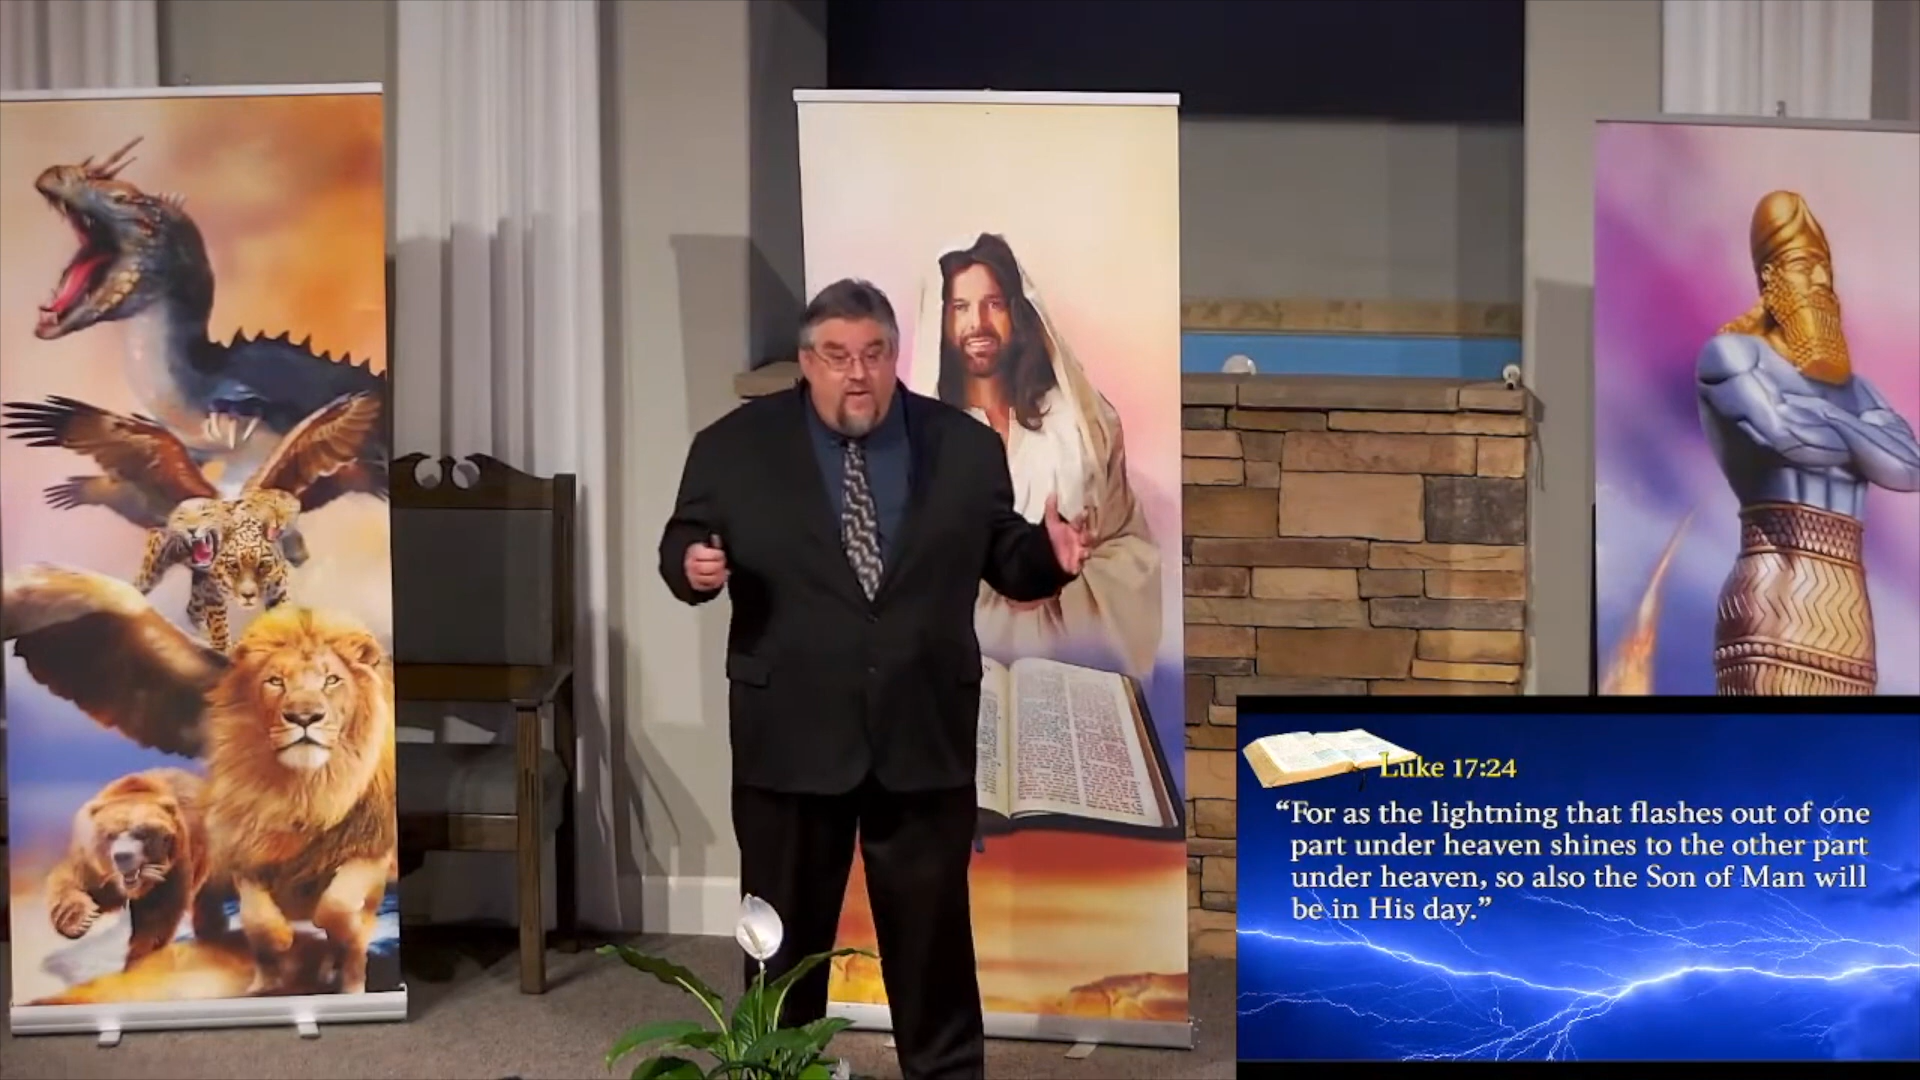 Luke 17:24
“For as the lightning that flashes out of one
part under heaven shines to the other part
under heaven, so also the Son of Man will
be in His day.”